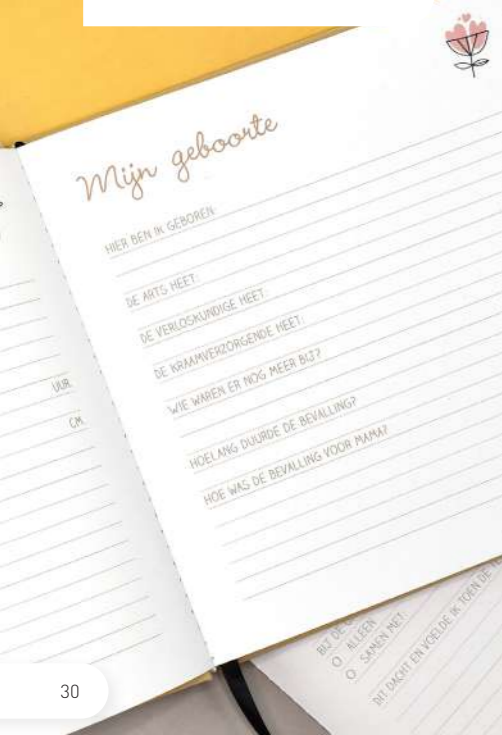 Mijn geboorte
HIER BEN IK GEBOREN:
DE ARTS HEET:
DE VERLOSKUNDIGE HEET:
DE KRAAMVERZORGENDE HEET:
WIE WAREN ER NOG MEER BIJ?
HOELANG DUURDE DE BEVALLING?
HOE WAS DE BEVALLING VOOR MAMA?
UUR.
CM.
BIJ DE
O ALLEEN
O SAMEN MET:
DIT DACHT EN VOELDE IK TOEN DE
30